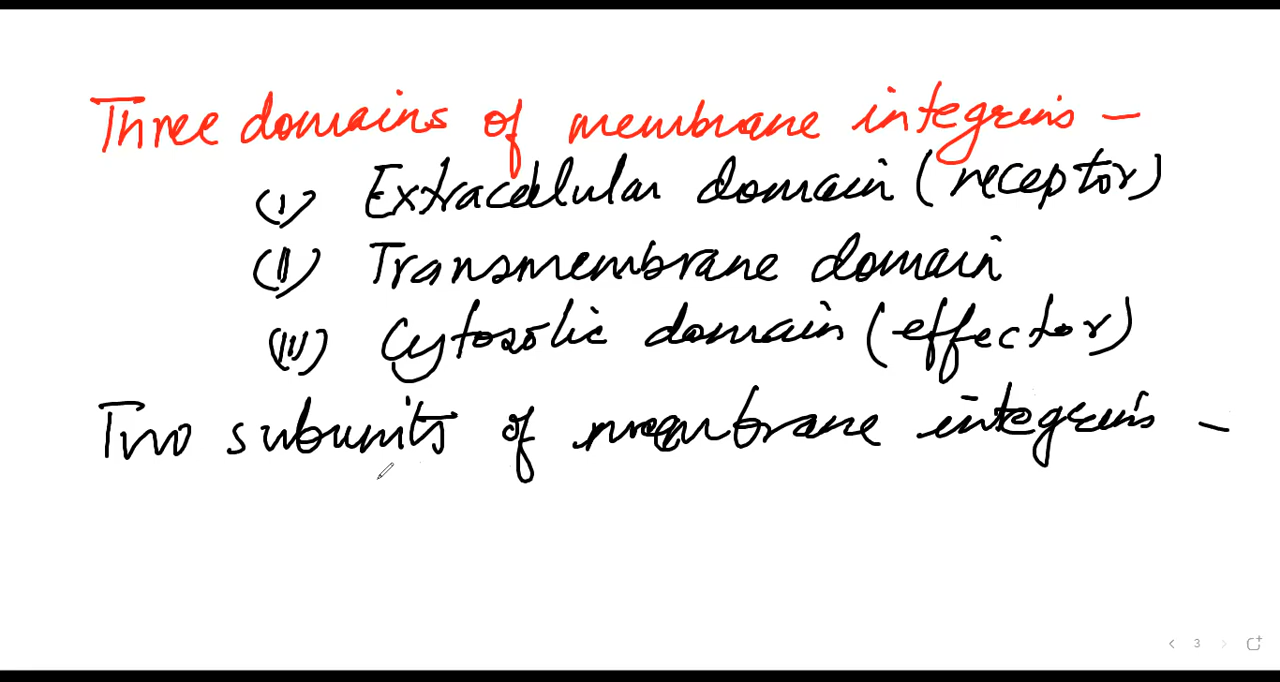 Three domains of membrane integrins -
(i) Extracellular domain (receptor)
(ii) Transmembrane domain
(iii) Cytosolic domain (effector)
Two subunits of membrane integrins -
3